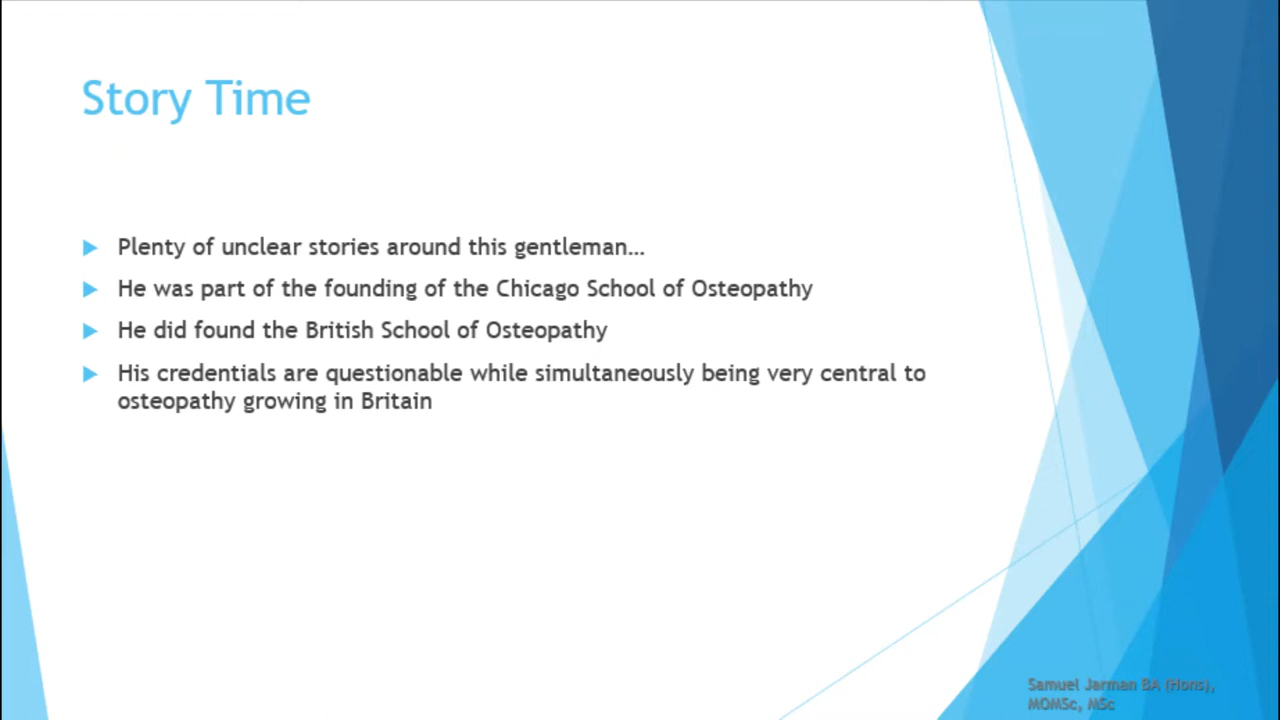 Story Time
Plenty of unclear stories around this gentleman...
He was part of the founding of the Chicago School of Osteopathy
He did found the British School of Osteopathy
His credentials are questionable while simultaneously being very central to
osteopathy growing in Britain
Samuel Jarman BA (Hons),
MOMSc, MSc